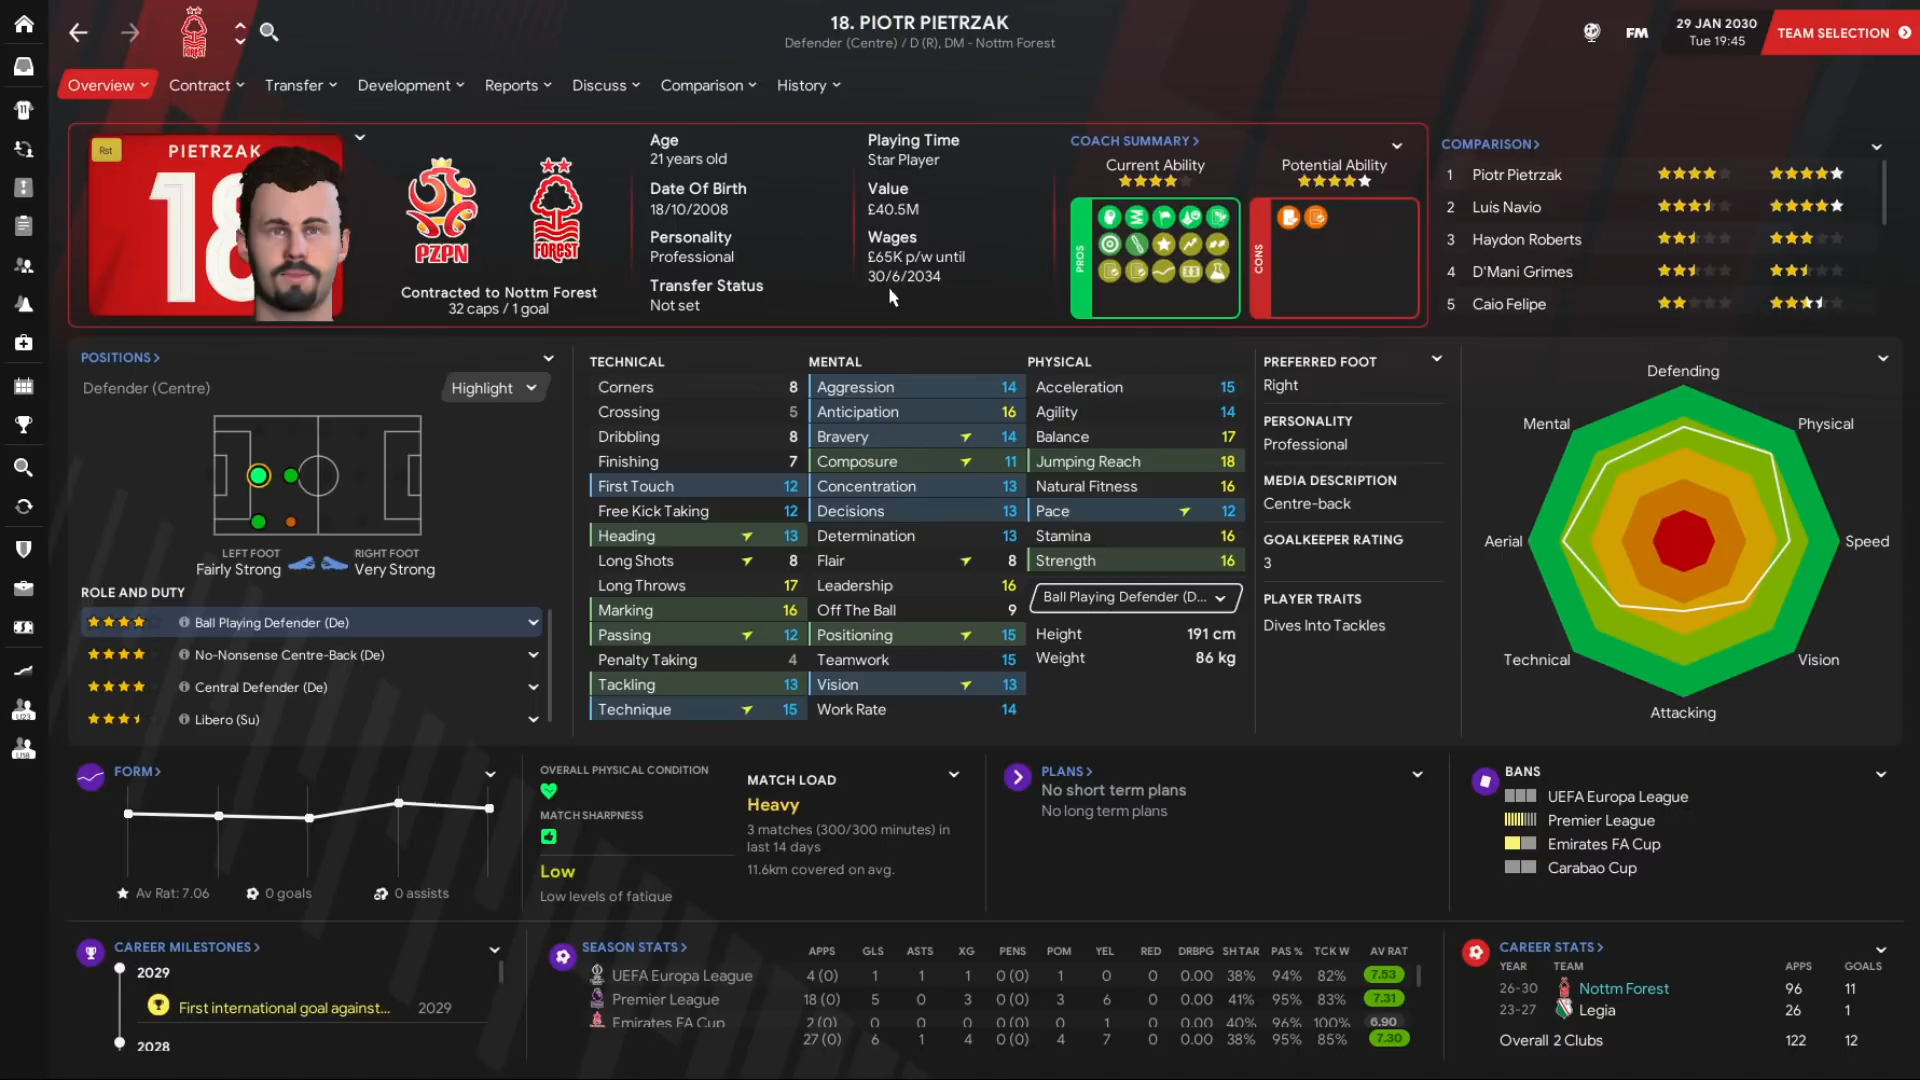 18. PIOTR PIETRZAK
Defender (Centre) / D (R), DM - Nottm Forest
FOREST
FM
29 JAN 2030
Tue 19:45
TEAM SELECTION
Overview
Contract
Transfer
Development
Reports
Discuss
Comparison
History
Rst
PIETRZAK
18
PZPN
FOREST
Contracted to Nottm Forest
32 caps / 1 goal
Age
21 years old
Date Of Birth
18/10/2008
Personality
Professional
Transfer Status
Not set
Playing Time
Star Player
Value
£40.5M
Wages
£65K p/w until
30/6/2034
COACH SUMMARY >
Current Ability
Potential Ability
PROS
CONS
COMPARISON >
1 Piotr Pietrzak
2 Luís Navio
3 Haydon Roberts
4 D'Mani Grimes
5 Caio Felipe
POSITIONS >
Defender (Centre)
Highlight
LEFT FOOT
Fairly Strong
RIGHT FOOT
Very Strong
ROLE AND DUTY
Ball Playing Defender (De)
No-Nonsense Centre-Back (De)
Central Defender (De)
Libero (Su)
TECHNICAL
Corners 8
Crossing 5
Dribbling 8
Finishing 7
First Touch 12
Free Kick Taking 12
Heading 13
Long Shots 8
Long Throws 17
Marking 16
Passing 12
Penalty Taking 4
Tackling 13
Technique 15
MENTAL
Aggression 14
Anticipation 16
Bravery 14
Composure 11
Concentration 13
Decisions 13
Determination 13
Flair 8
Leadership 16
Off The Ball 9
Positioning 15
Teamwork 15
Vision 13
Work Rate 14
PHYSICAL
Acceleration 15
Agility 14
Balance 17
Jumping Reach 18
Natural Fitness 16
Pace 12
Stamina 16
Strength 16
Ball Playing Defender (D...
Height 191 cm
Weight 86 kg
PREFERRED FOOT
Right
PERSONALITY
Professional
MEDIA DESCRIPTION
Centre-back
GOALKEEPER RATING
3
PLAYER TRAITS
Dives Into Tackles
Defending
Physical
Speed
Vision
Attacking
Technical
Aerial
Mental
U23
U18
FORM >
Av Rat: 7.06
0 goals
0 assists
OVERALL PHYSICAL CONDITION
MATCH SHARPNESS
Low
Low levels of fatigue
MATCH LOAD
Heavy
3 matches (300/300 minutes) in
last 14 days
11.6km covered on avg.
PLANS >
No short term plans
No long term plans
BANS
UEFA Europa League
Premier League
Emirates FA Cup
Carabao Cup
CAREER MILESTONES >
2029
First international goal against... 2029
2028
SEASON STATS > APPS GLS ASTS XG PENS POM YEL RED DRBPG SH TAR PAS % TCK W AV RAT
UEFA Europa League 4 (0) 1 1 1 0 (0) 1 0 0 0.00 38% 94% 82% 7.53
Premier League 18 (0) 5 0 3 0 (0) 3 6 0 0.00 41% 95% 83% 7.31
Emirates FA Cup 2 (0) 0 0 0 0 (0) 0 1 0 0.00 40% 96% 100% 6.90
27 (0) 6 1 4 0 (0) 4 7 0 0.00 38% 95% 85% 7.30
CAREER STATS >
YEAR TEAM APPS GOALS
26-30 Nottm Forest 96 11
23-27 Legia 26 1
Overall 2 Clubs 122 12